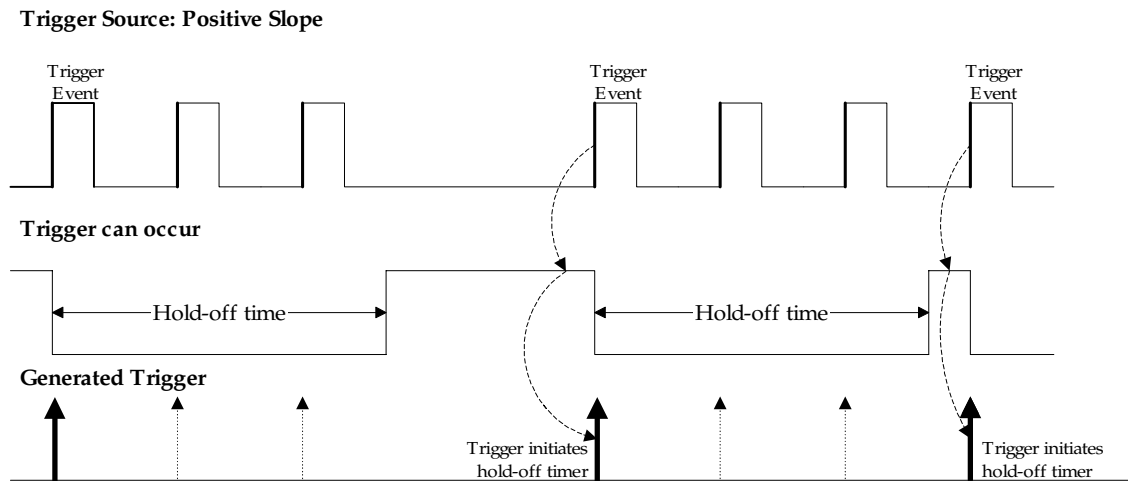 Trigger Source: Positive Slope
Trigger
Event
Trigger
Event
Trigger
Event
Trigger can occur
Hold-off time
Hold-off time
Generated Trigger
Trigger initiates
hold-off timer
Trigger initiates
hold-off timer